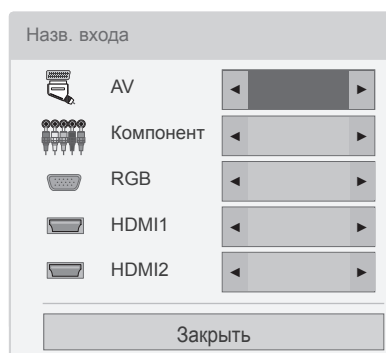 Назв. входа
AV
Компонент
RGB
HDMI1
HDMI2
Закрыть